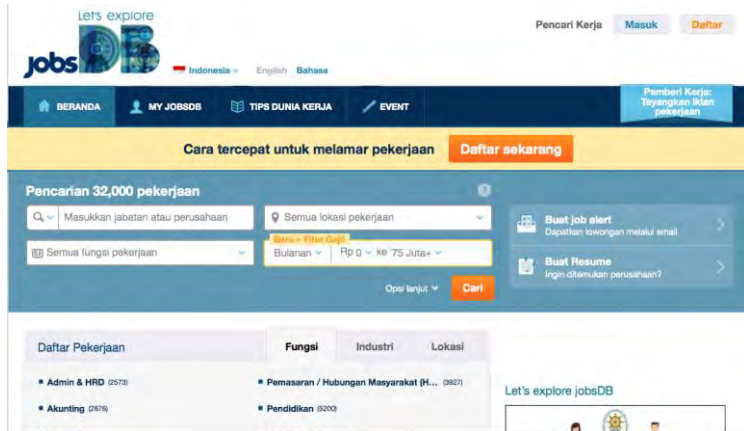 Let's explore
jobsDB
Indonesia
English Bahasa
Pencari Kerja Masuk Daftar
BERANDA MY JOBSDB TIPS DUNIA KERJA EVENT
Pemberi Kerja:
Tayangkan iklan
pekerjaan
Cara tercepat untuk melamar pekerjaan Daftar sekarang
Pencarian 32,000 pekerjaan
Masukkan jabatan atau perusahaan
Semua lokasi pekerjaan
Semua fungsi pekerjaan
Baru - Fitur Gaji!
Bulanan Rp 0 ke 75 Juta+
Opsi lanjut Cari
Buat job alert
Dapatkan lowongan melalui email
Buat Resume
Ingin ditemukan perusahaan?
Daftar Pekerjaan Fungsi Industri Lokasi
Admin & HRD (2573)
Pemasaran / Hubungan Masyarakat (H... (3927)
Akunting (2876)
Pendidikan (5200)
Let's explore jobsDB